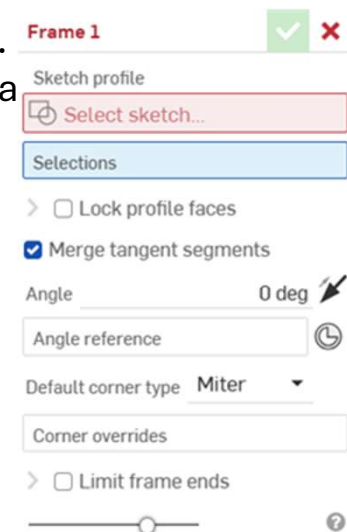 Frame 1
.
Sketch profile
a
Select sketch...
Selections
Lock profile faces
Merge tangent segments
Angle 0 deg
Angle reference
Default corner type Miter
Corner overrides
Limit frame ends
?